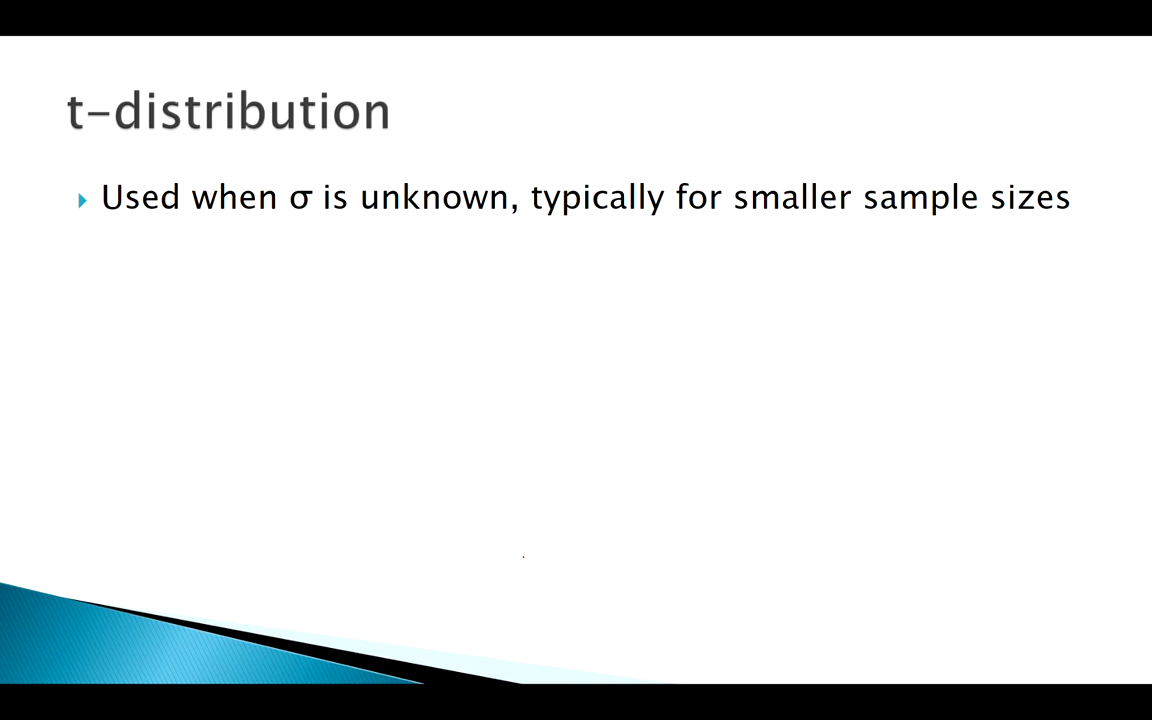 t-distribution
Used when σ is unknown, typically for smaller sample sizes